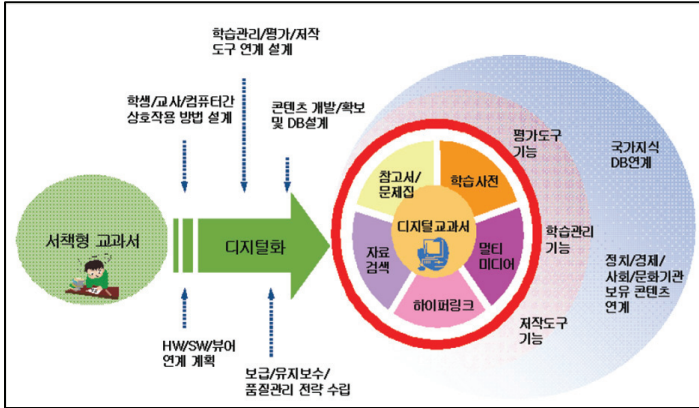 학습관리/평가/저작
도구 연계 설계
학생/교사/컴퓨터간
상호작용 방법 설계
콘텐츠 개발/확보
및 DB설계
서책형 교과서
디지털화
HW/SW/뷰어
연계 계획
보급/유지보수/
품질관리 전략 수립
참고서/
문제집
학습사전
디지털교과서
자료
검색
멀티
미디어
하이퍼링크
평가도구
기능
학습관리
기능
저작도구
기능
국가지식
DB연계
정치/경제/
사회/문화기관
보유 콘텐츠
연계